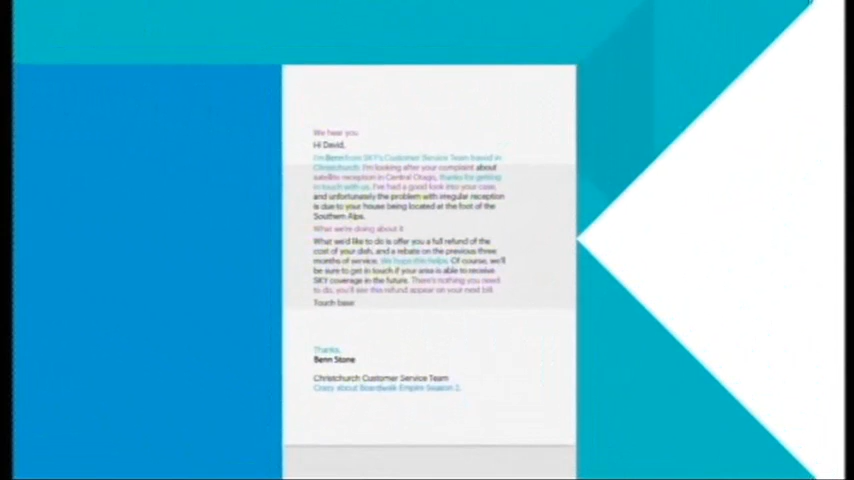 We hear you
Hi David,
I'm Benn from SKY's Customer Service Team based in
Christchurch. I'm looking after your complaint about
satellite reception in Central Otago, thanks for getting
in touch with us. I've had a good look into your case,
and unfortunately the problem with irregular reception
is due to your house being located at the foot of the
Southern Alps.
What we're doing about it
What we'd like to do is offer you a full refund of the
cost of your dish, and a rebate on the previous three
months of service. We hope this helps. Of course, we'll
be sure to get in touch if your area is able to receive
SKY coverage in the future. There's nothing you need
to do, you'll see this refund appear on your next bill.
Touch base
Thanks,
Benn Stone
Christchurch Customer Service Team
Crazy about Boardwalk Empire Season 2.